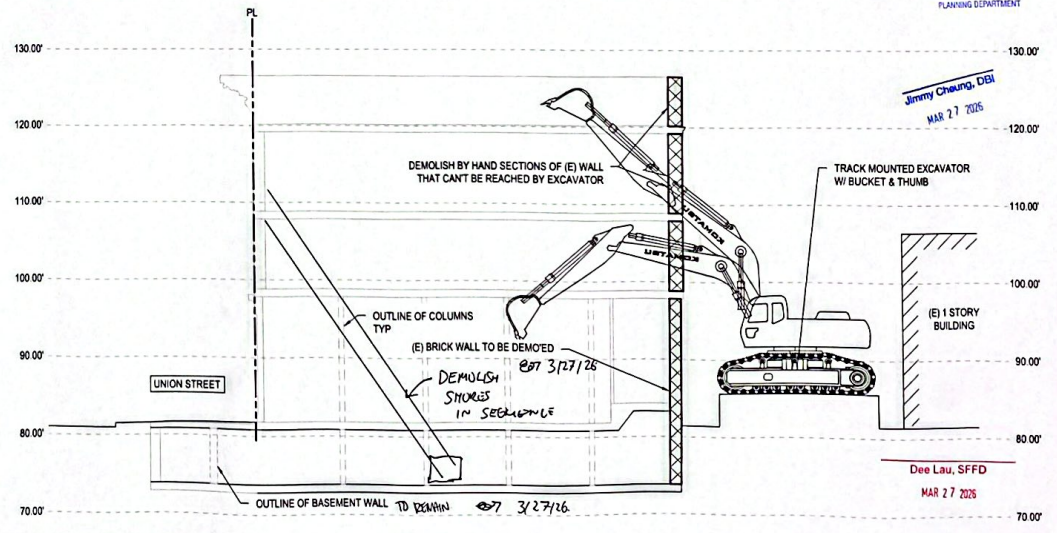 PLANNING DEPARTMENT
PL
130.00'
130.00'
Jimmy Cheung, DBI
MAR 27 2026
120.00'
120.00'
DEMOLISH BY HAND SECTIONS OF (E) WALL
THAT CAN'T BE REACHED BY EXCAVATOR
TRACK MOUNTED EXCAVATOR
W/ BUCKET & THUMB
110.00'
110.00'
KOMATSU
KOMATSU
100.00'
100.00'
OUTLINE OF COLUMNS
TYP
(E) 1 STORY
BUILDING
(E) BRICK WALL TO BE DEMO'ED
3/27/26
90.00'
90.00'
UNION STREET
DEMOLISH
SHORES
IN SEQUENCE
80.00'
80.00'
Dee Lau, SFFD
MAR 27 2026
OUTLINE OF BASEMENT WALL TO REMAIN 3/27/26
70.00'
70.00'